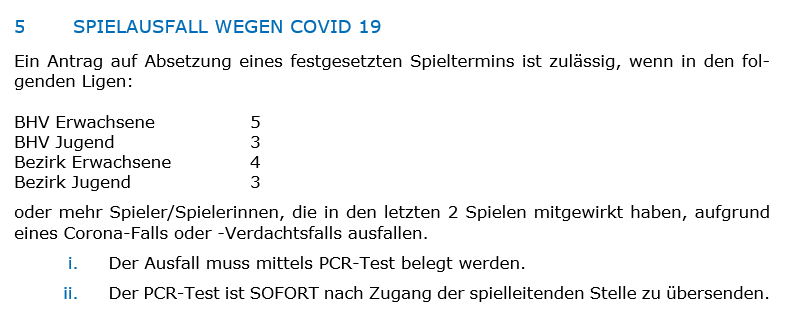 5 SPIELAUSFALL WEGEN COVID 19
Ein Antrag auf Absetzung eines festgesetzten Spieltermins ist zulässig, wenn in den fol-
genden Ligen:
BHV Erwachsene 5
BHV Jugend 3
Bezirk Erwachsene 4
Bezirk Jugend 3
oder mehr Spieler/Spielerinnen, die in den letzten 2 Spielen mitgewirkt haben, aufgrund
eines Corona-Falls oder -Verdachtsfalls ausfallen.
i. Der Ausfall muss mittels PCR-Test belegt werden.
ii. Der PCR-Test ist SOFORT nach Zugang der spielleitenden Stelle zu übersenden.